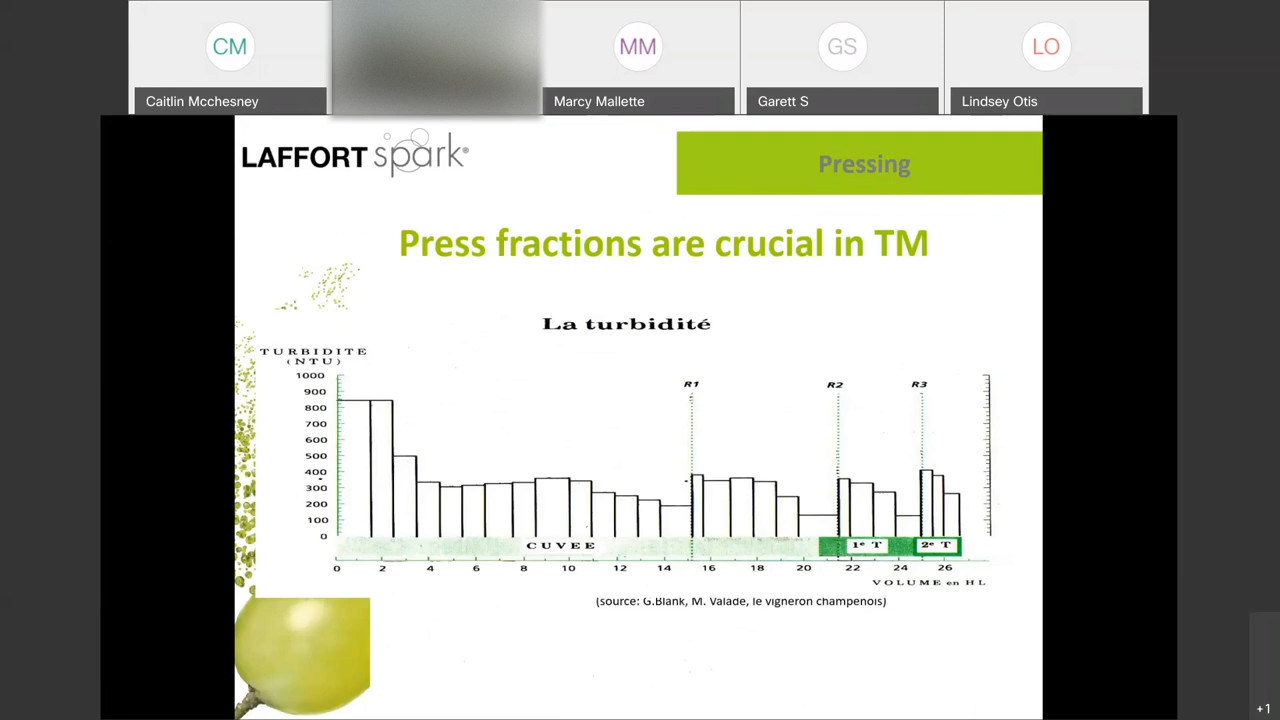 CM
MM
GS
LO
Caitlin Mcchesney
Marcy Mallette
Garett S
Lindsey Otis
LAFFORT spark®
Pressing
Press fractions are crucial in TM
La turbidité
TURBIDITE
(NTU)
R1
R2
R3
1000
900
800
700
600
500
400
300
200
100
0
CUVEE
1e T
2e T
0 2 4 6 8 10 12 14 16 18 20 22 24 26
VOLUME en HL
(source: G.Blank, M. Valade, le vigneron champenois)
+1